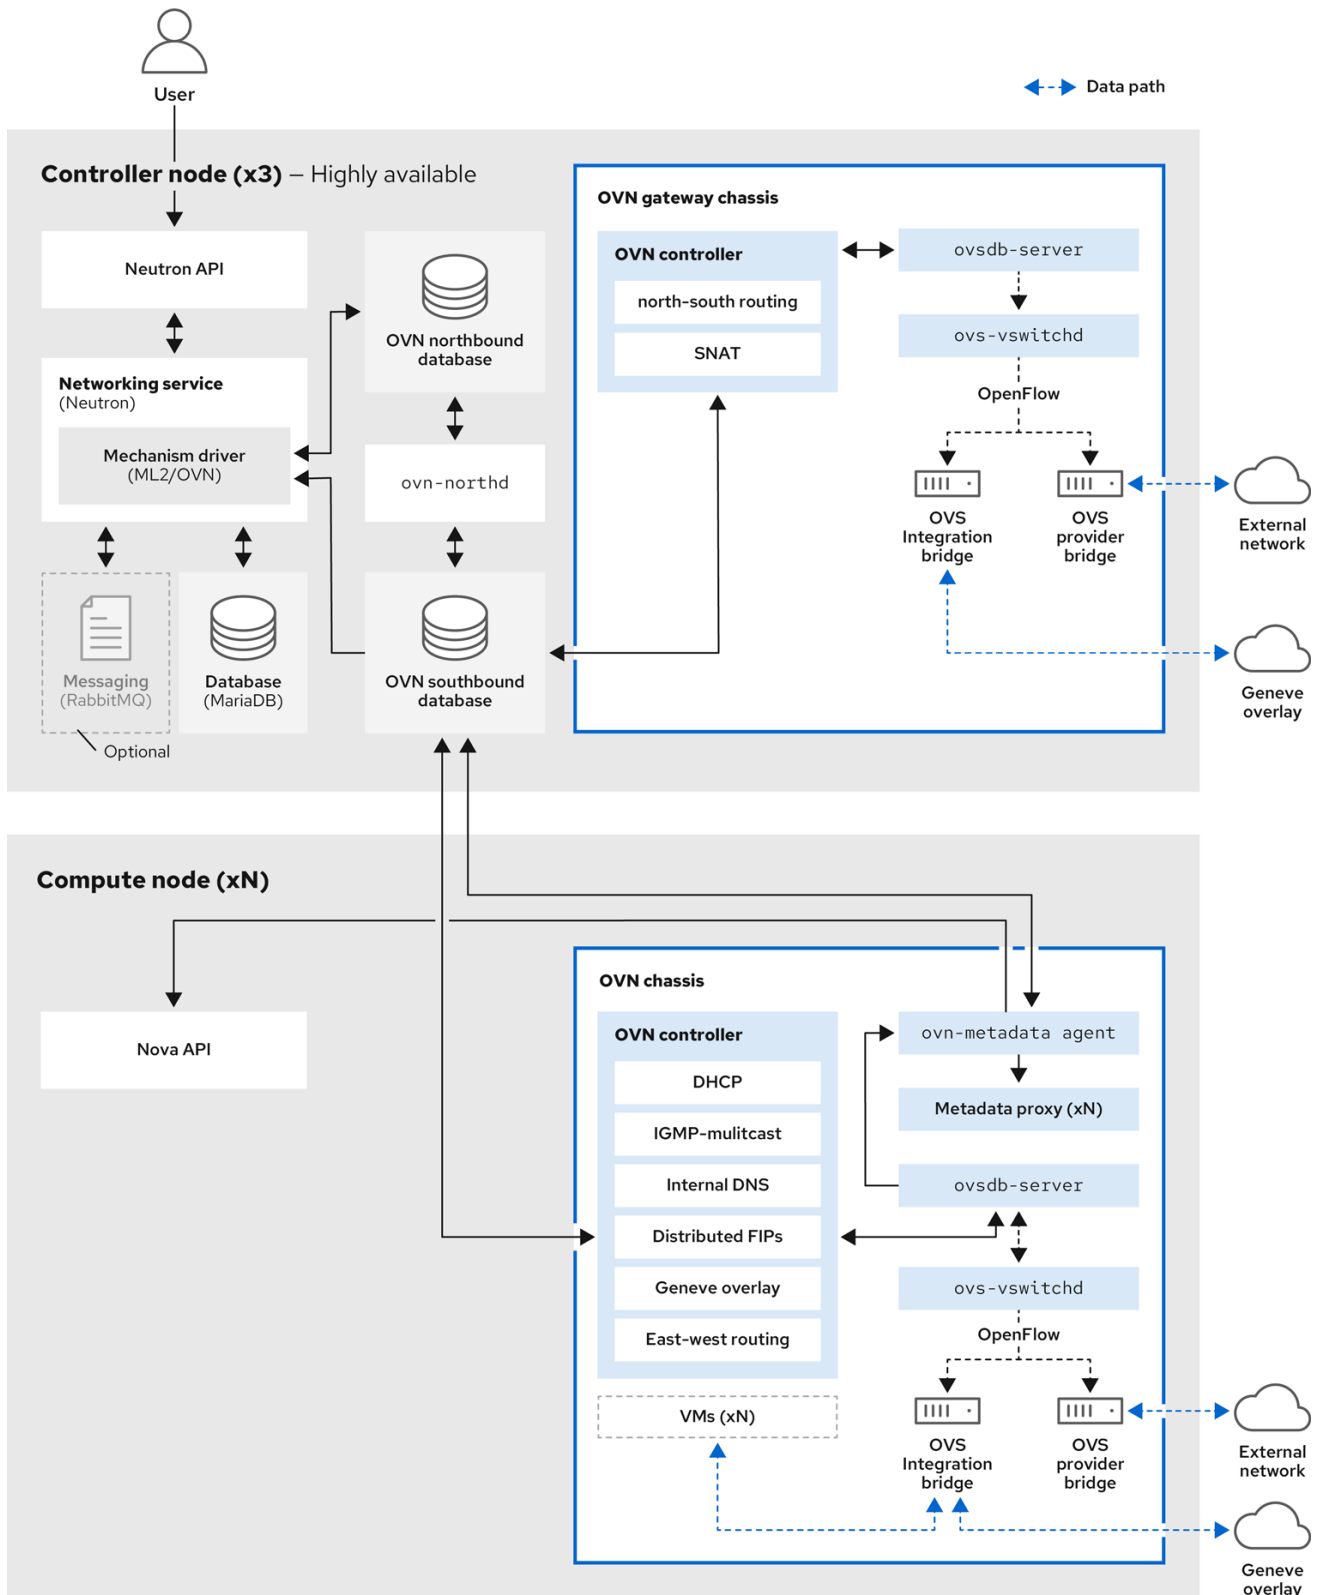 User
Data path
Controller node (x3) – Highly available
Neutron API
Networking service
(Neutron)
Mechanism driver
(ML2/OVN)
Messaging
(RabbitMQ)
Optional
Database
(MariaDB)
OVN northbound
database
ovn-northd
OVN southbound
database
OVN gateway chassis
OVN controller
north-south routing
SNAT
ovsdb-server
ovs-vswitchd
OpenFlow
OVS
Integration
bridge
OVS
provider
bridge
External
network
Geneve
overlay
Compute node (xN)
Nova API
OVN chassis
OVN controller
DHCP
IGMP-mulitcast
Internal DNS
Distributed FIPs
Geneve overlay
East-west routing
VMs (xN)
ovn-metadata agent
Metadata proxy (xN)
ovsdb-server
ovs-vswitchd
OpenFlow
OVS
Integration
bridge
OVS
provider
bridge
External
network
Geneve
overlay